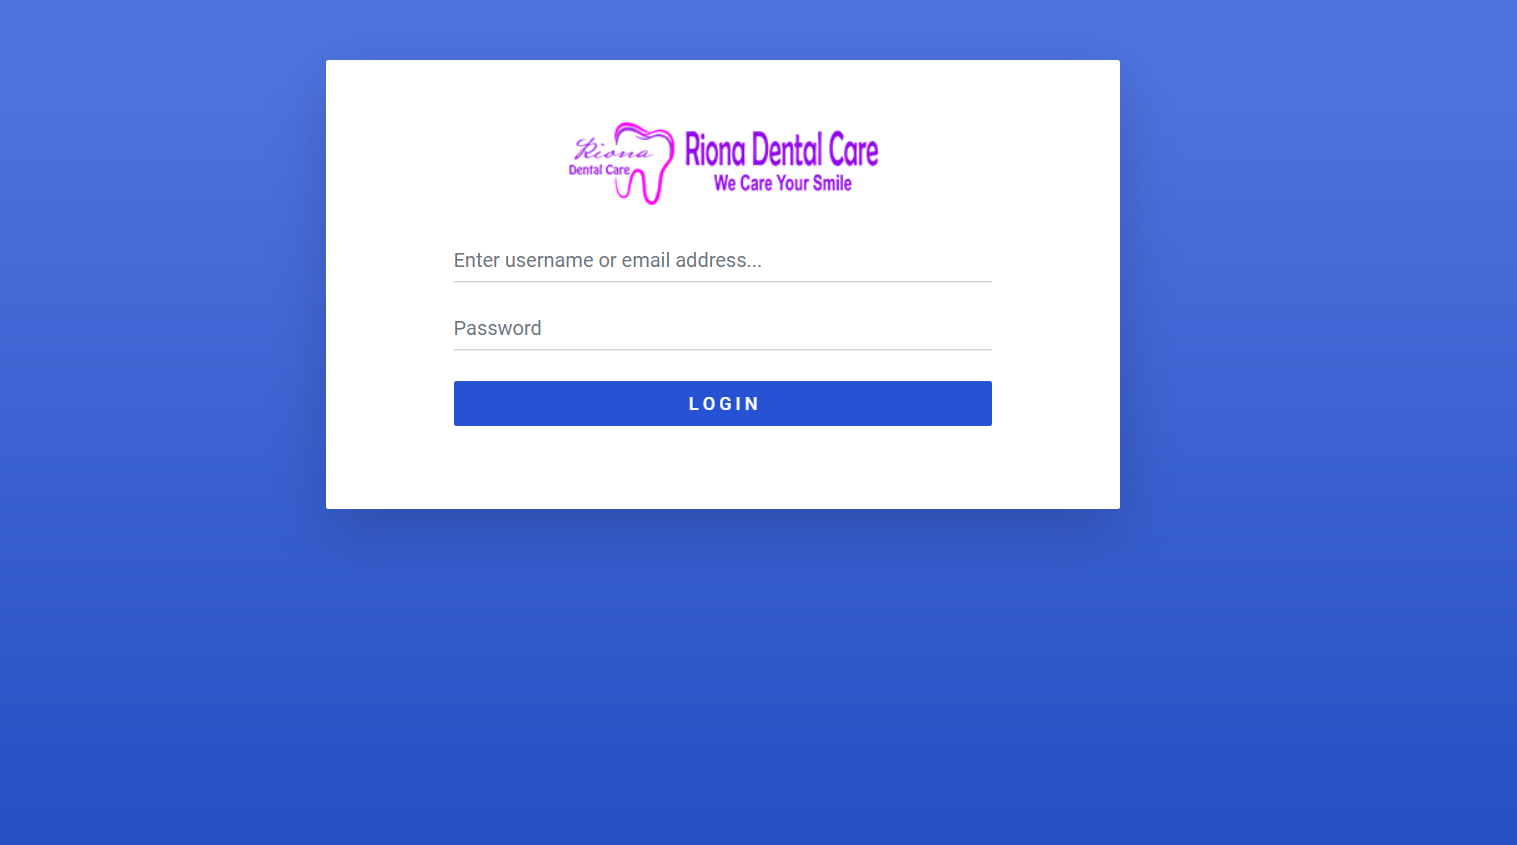 Riona
Dental Care
Riona Dental Care
We Care Your Smile
Enter username or email address...
Password
LOGIN